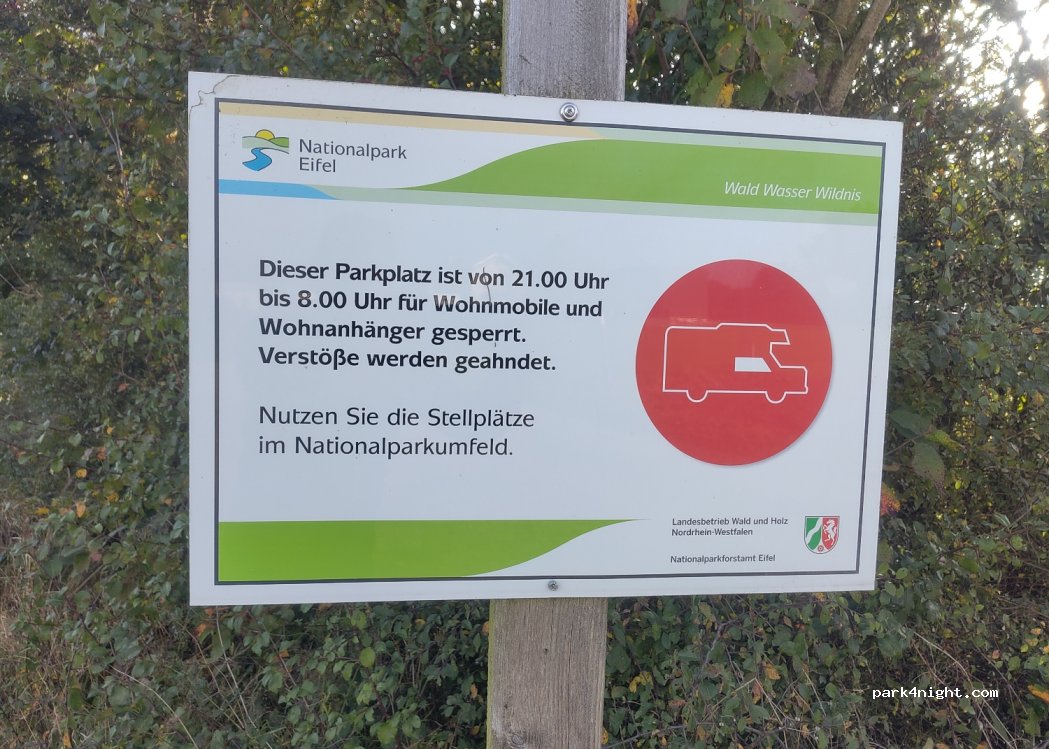 Nationalpark
Eifel
Wald Wasser Wildnis
Dieser Parkplatz ist von 21.00 Uhr
bis 8.00 Uhr für Wohnmobile und
Wohnanhänger gesperrt.
Verstöße werden geahndet.
Nutzen Sie die Stellplätze
im Nationalparkumfeld.
Landesbetrieb Wald und Holz
Nordrhein-Westfalen
Nationalparkforstamt Eifel
park4night.com